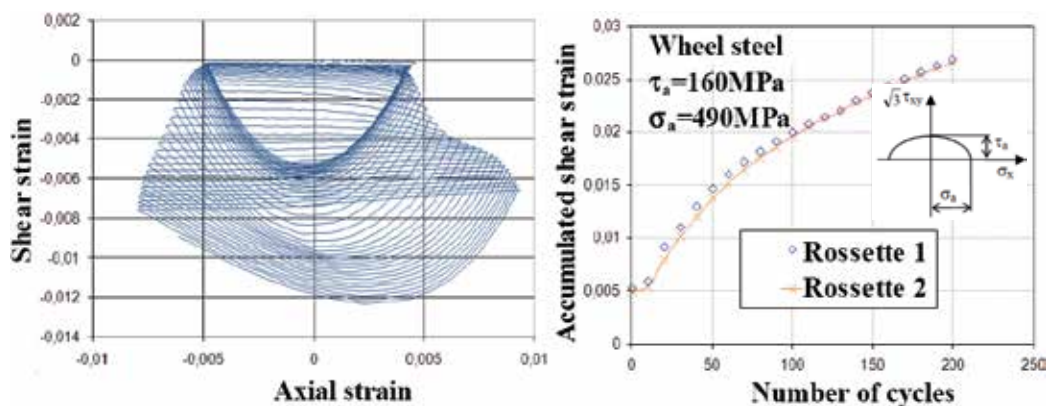 0,002
0
-0,002
-0,004
-0,006
-0,008
-0,01
-0,012
-0,014
-0,01
-0,005
0
0,005
0,01
Shear strain
Axial strain
0,03
0,025
0,02
0,015
0,01
0,005
0
0
50
100
150
200
250
Accumulated shear strain
Number of cycles
Wheel steel
τa=160MPa
σa=490MPa
√3 τxy
τa
σx
σa
Rossette 1
Rossette 2